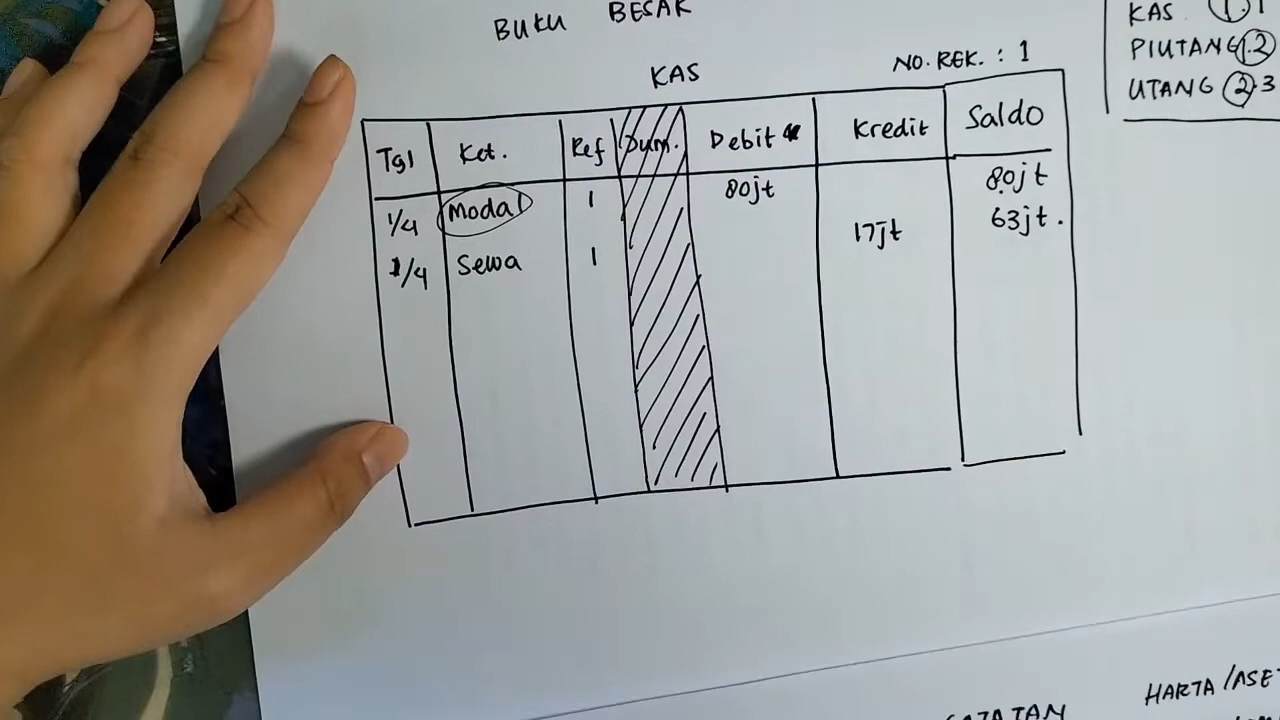 BUKU BESAR
KAS
NO. REK. : 1
Tgl Ket. Ref Debit Kredit Saldo
1/4 Modal 1 80jt 80jt
1/4 Sewa 1 17jt 63jt.
KAS 1.1
PIUTANG 1.2
UTANG 2.3
HARTA/ASET